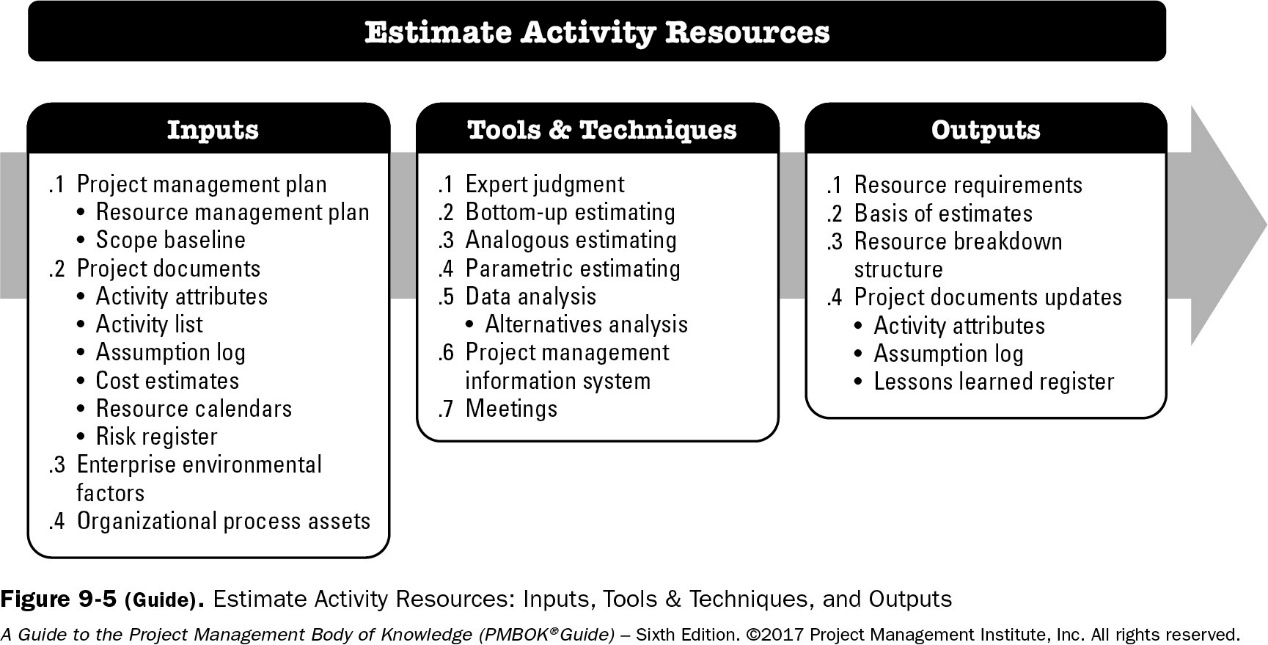 Estimate Activity Resources
Inputs
.1 Project management plan
• Resource management plan
• Scope baseline
.2 Project documents
• Activity attributes
• Activity list
• Assumption log
• Cost estimates
• Resource calendars
• Risk register
.3 Enterprise environmental
factors
.4 Organizational process assets
Tools & Techniques
.1 Expert judgment
.2 Bottom-up estimating
.3 Analogous estimating
.4 Parametric estimating
.5 Data analysis
• Alternatives analysis
.6 Project management
information system
.7 Meetings
Outputs
.1 Resource requirements
.2 Basis of estimates
.3 Resource breakdown
structure
.4 Project documents updates
• Activity attributes
• Assumption log
• Lessons learned register
Figure 9-5 (Guide). Estimate Activity Resources: Inputs, Tools & Techniques, and Outputs
A Guide to the Project Management Body of Knowledge (PMBOK® Guide) – Sixth Edition. ©2017 Project Management Institute, Inc. All rights reserved.